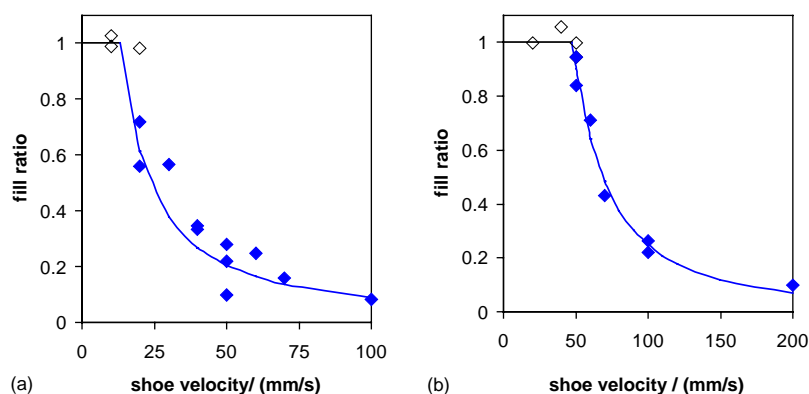 1
0.8
0.6
0.4
0.2
0
fill ratio
0 25 50 75 100
(a) shoe velocity/ (mm/s)
1
0.8
0.6
0.4
0.2
0
fill ratio
0 50 100 150 200
(b) shoe velocity / (mm/s)